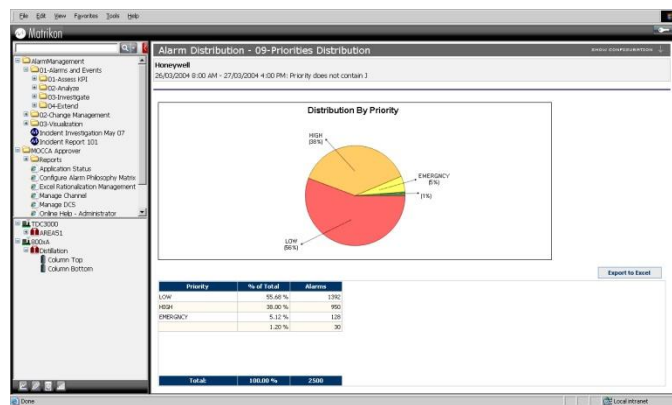 File Edit View Favorites Tools Help
Matrikon
AlarmManagement
01-Alarms and Events
01-Assess KPI
02-Analyze
03-Investigate
04-Extend
02-Change Management
03-Visualization
Incident Investigation May 07
Incident Report 101
MOCCA Approver
Reports
Application Status
Configure Alarm Philosophy Matrix
Excel Rationalization Management
Manage Channel
Manage DCS
Online Help - Administrator
TDC3000
AREA51
800xA
Distillation
Column Top
Column Bottom
Alarm Distribution - 09-Priorities Distribution
SHOW CONFIGURATION
Honeywell
26/03/2004 8:00 AM - 27/03/2004 4:00 PM: Priority does not contain J
Distribution By Priority
HIGH
(38%)
EMERGNCY
(5%)
(1%)
LOW
(56%)
Export to Excel
Priority % of Total Alarms
LOW 55.68 % 1392
HIGH 38.00 % 950
EMERGNCY 5.12 % 128
1.20 % 30
Total: 100.00 % 2500
Done
Local intranet